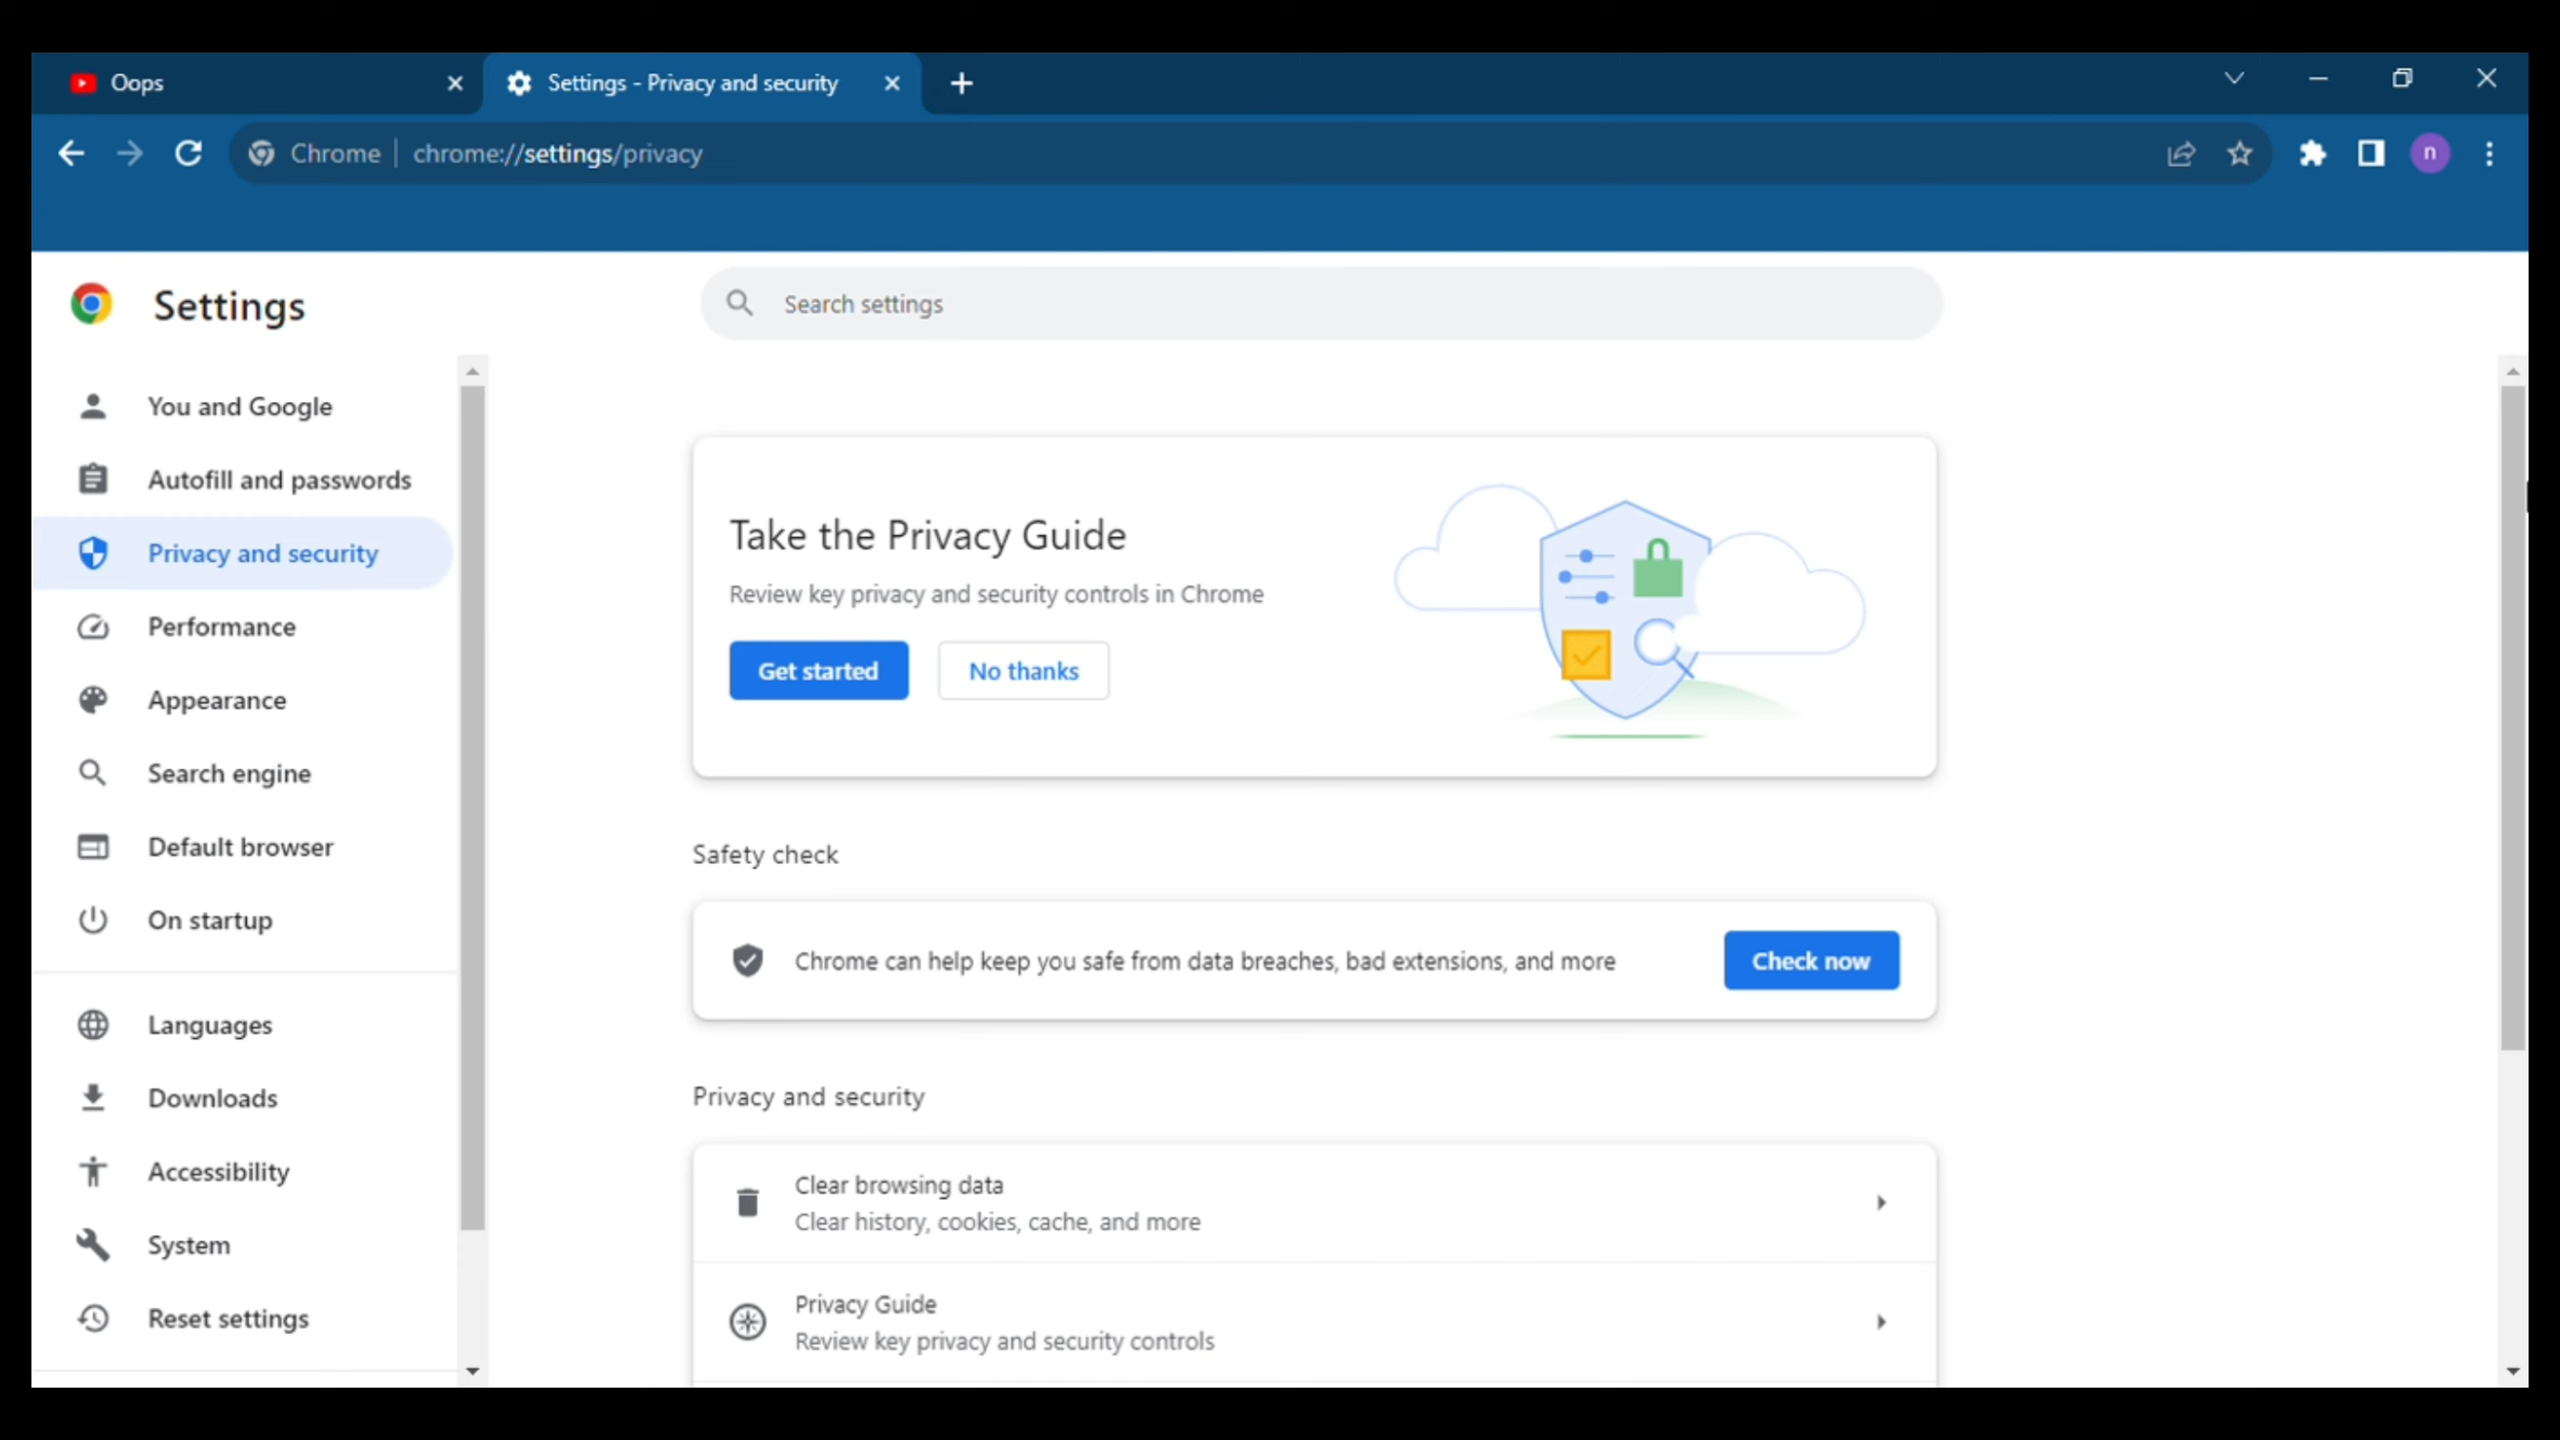 Oops
Settings - Privacy and security
Chrome
chrome://settings/privacy
n
Settings
Search settings
You and Google
Autofill and passwords
Privacy and security
Performance
Appearance
Search engine
Default browser
On startup
Languages
Downloads
Accessibility
System
Reset settings
Take the Privacy Guide
Review key privacy and security controls in Chrome
Get started
No thanks
Safety check
Chrome can help keep you safe from data breaches, bad extensions, and more
Check now
Privacy and security
Clear browsing data
Clear history, cookies, cache, and more
Privacy Guide
Review key privacy and security controls